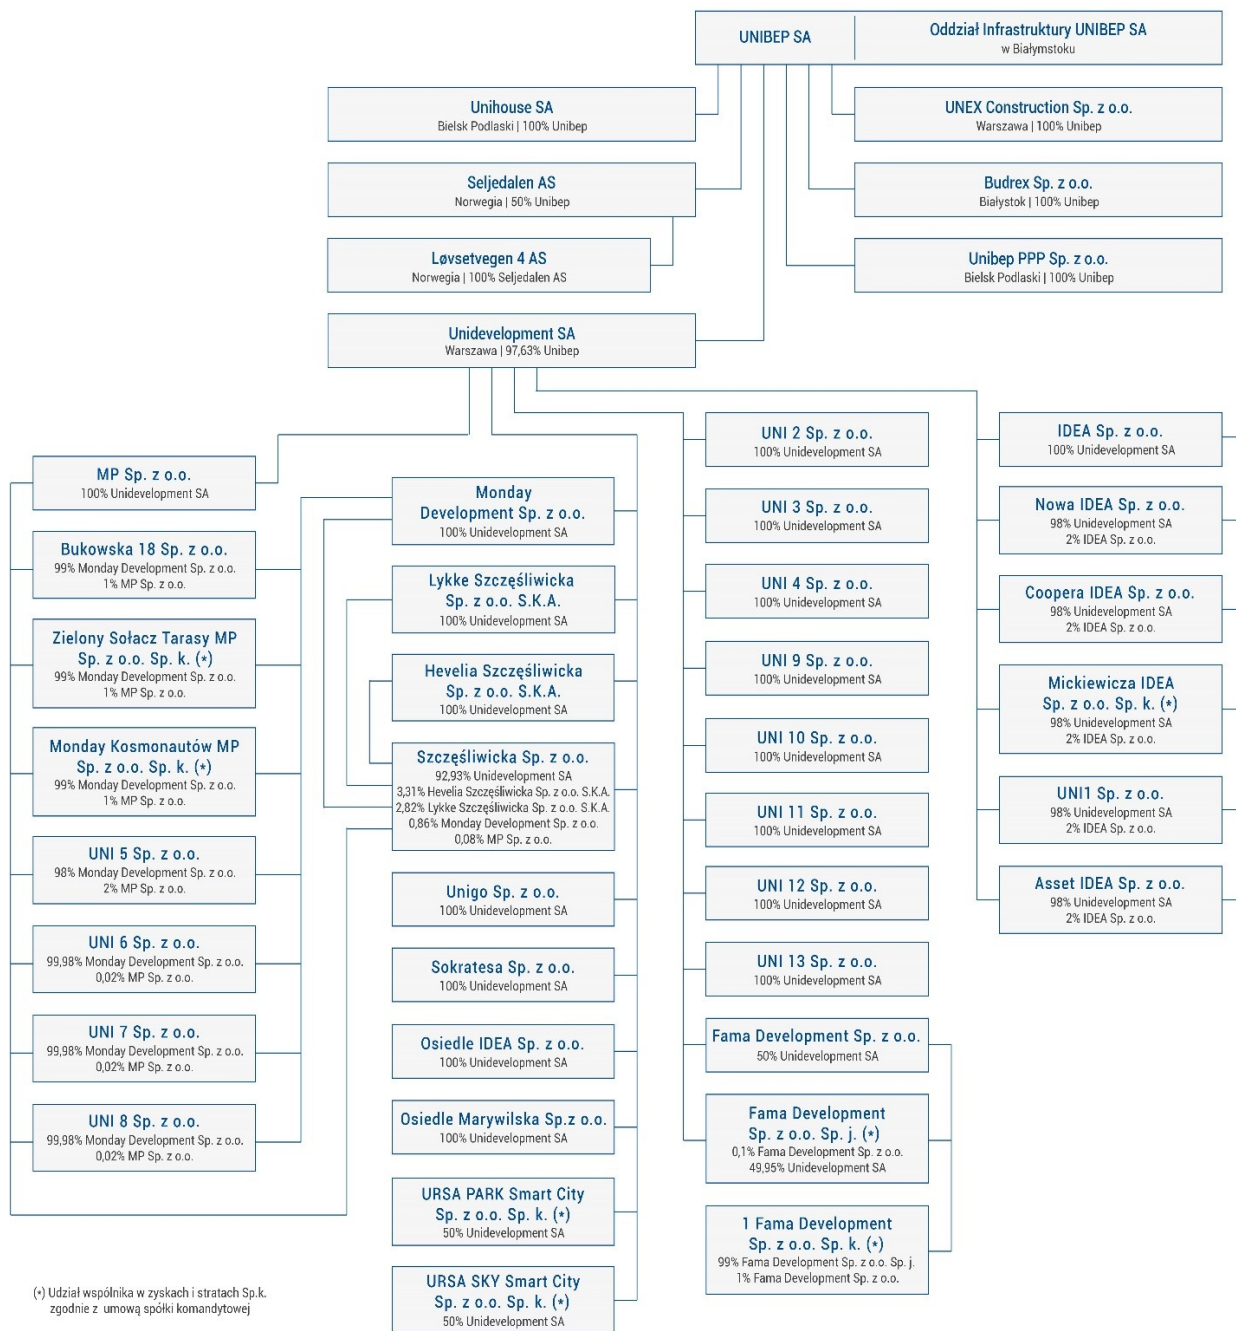 UNIBEP SA
Oddział Infrastruktury UNIBEP SA
w Białymstoku
Unihouse SA
Bielsk Podlaski | 100% Unibep
UNEX Construction Sp. z o.o.
Warszawa | 100% Unibep
Seljedalen AS
Norwegia | 50% Unibep
Budrex Sp. z o.o.
Białystok | 100% Unibep
Løvsetvegen 4 AS
Norwegia | 100% Seljedalen AS
Unibep PPP Sp. z o.o.
Bielsk Podlaski | 100% Unibep
Unidevelopment SA
Warszawa | 97,63% Unibep
MP Sp. z o.o.
100% Unidevelopment SA
Bukowska 18 Sp. z o.o.
99% Monday Development Sp. z o.o.
1% MP Sp. z o.o.
Zielony Sołacz Tarasy MP
Sp. z o.o. Sp. k. (*)
99% Monday Development Sp. z o.o.
1% MP Sp. z o.o.
Monday Kosmonautów MP
Sp. z o.o. Sp. k. (*)
99% Monday Development Sp. z o.o.
1% MP Sp. z o.o.
UNI 5 Sp. z o.o.
98% Monday Development Sp. z o.o.
2% MP Sp. z o.o.
UNI 6 Sp. z o.o.
99,98% Monday Development Sp. z o.o.
0,02% MP Sp. z o.o.
UNI 7 Sp. z o.o.
99,98% Monday Development Sp. z o.o.
0,02% MP Sp. z o.o.
UNI 8 Sp. z o.o.
99,98% Monday Development Sp. z o.o.
0,02% MP Sp. z o.o.
Monday
Development Sp. z o.o.
100% Unidevelopment SA
Lykke Szczęśliwicka
Sp. z o.o. S.K.A.
100% Unidevelopment SA
Hevelia Szczęśliwicka
Sp. z o.o. S.K.A.
100% Unidevelopment SA
Szczęśliwicka Sp. z o.o.
92,93% Unidevelopment SA
3,31% Hevelia Szczęśliwicka Sp. z o.o. S.K.A.
2,82% Lykke Szczęśliwicka Sp. z o.o. S.K.A.
0,86% Monday Development Sp. z o.o.
0,08% MP Sp. z o.o.
Unigo Sp. z o.o.
100% Unidevelopment SA
Sokratesa Sp. z o.o.
100% Unidevelopment SA
Osiedle IDEA Sp. z o.o.
100% Unidevelopment SA
Osiedle Marywilska Sp.z o.o.
100% Unidevelopment SA
URSA PARK Smart City
Sp. z o.o. Sp. k. (*)
50% Unidevelopment SA
URSA SKY Smart City
Sp. z o.o. Sp. k. (*)
50% Unidevelopment SA
UNI 2 Sp. z o.o.
100% Unidevelopment SA
UNI 3 Sp. z o.o.
100% Unidevelopment SA
UNI 4 Sp. z o.o.
100% Unidevelopment SA
UNI 9 Sp. z o.o.
100% Unidevelopment SA
UNI 10 Sp. z o.o.
100% Unidevelopment SA
UNI 11 Sp. z o.o.
100% Unidevelopment SA
UNI 12 Sp. z o.o.
100% Unidevelopment SA
UNI 13 Sp. z o.o.
100% Unidevelopment SA
Fama Development Sp. z o.o.
50% Unidevelopment SA
Fama Development
Sp. z o.o. Sp. j. (*)
0,1% Fama Development Sp. z o.o.
49,95% Unidevelopment SA
1 Fama Development
Sp. z o.o. Sp. k. (*)
99% Fama Development Sp. z o.o. Sp. j.
1% Fama Development Sp. z o.o.
IDEA Sp. z o.o.
100% Unidevelopment SA
Nowa IDEA Sp. z o.o.
98% Unidevelopment SA
2% IDEA Sp. z o.o.
Coopera IDEA Sp. z o.o.
98% Unidevelopment SA
2% IDEA Sp. z o.o.
Mickiewicza IDEA
Sp. z o.o. Sp. k. (*)
98% Unidevelopment SA
2% IDEA Sp. z o.o.
UNI1 Sp. z o.o.
98% Unidevelopment SA
2% IDEA Sp. z o.o.
Asset IDEA Sp. z o.o.
98% Unidevelopment SA
2% IDEA Sp. z o.o.
(*) Udział wspólnika w zyskach i stratach Sp.k.
zgodnie z umową spółki komandytowej